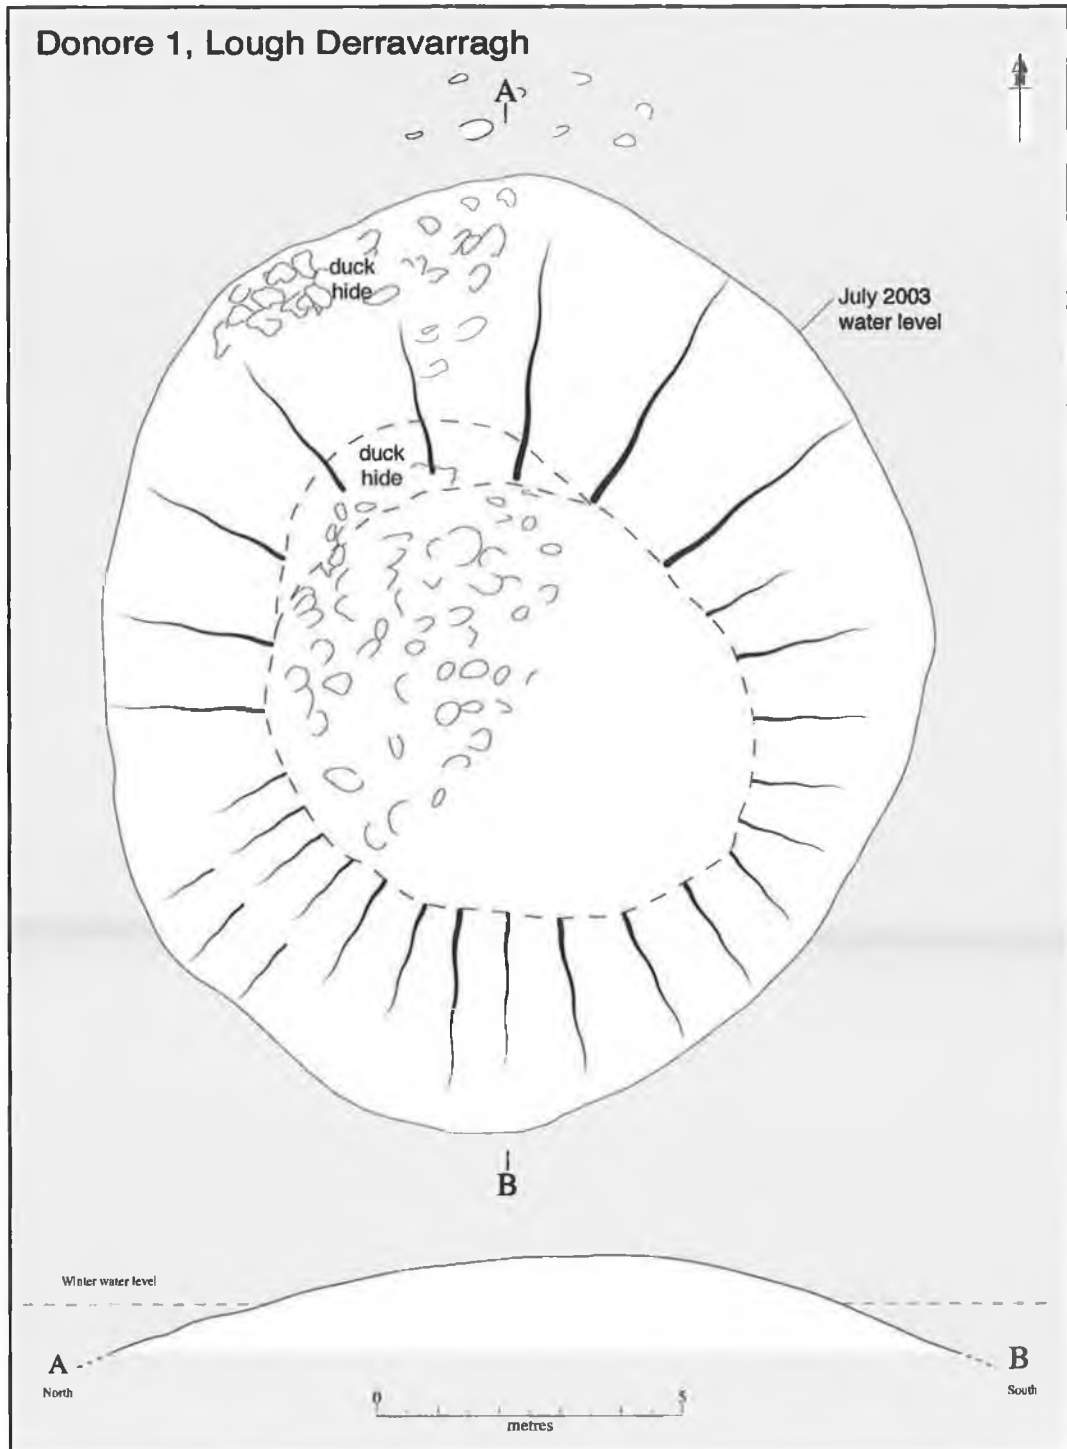 Donore 1, Lough Derravarragh
N
A
duck
hide
July 2003
water level
duck
hide
B
Winter water level
A
North
B
South
0 5
metres